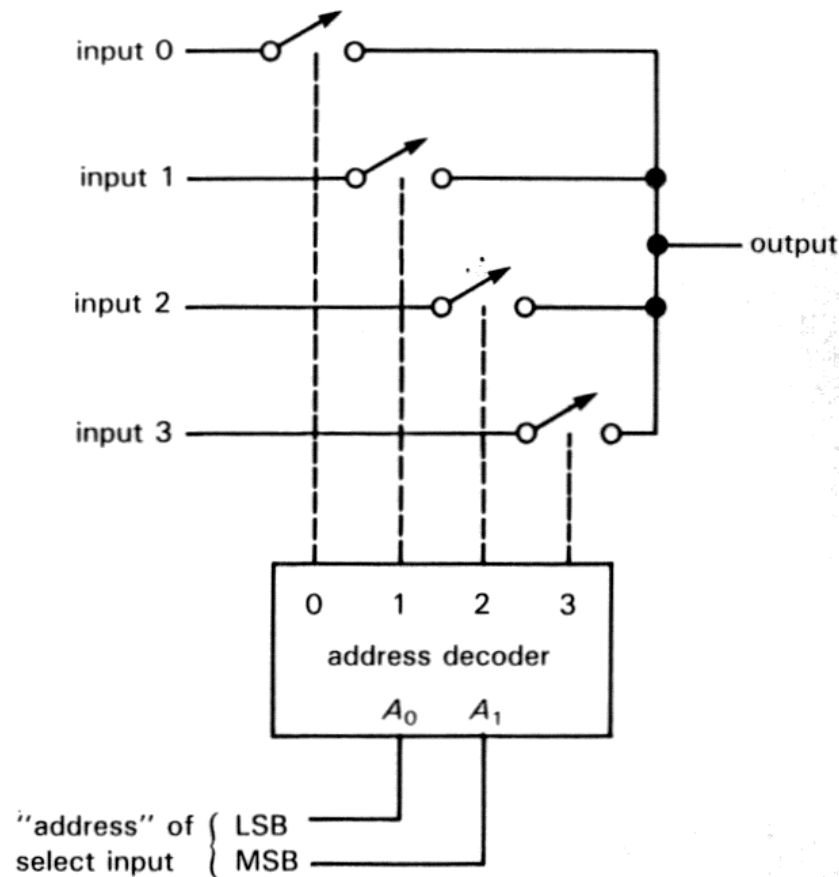 input 0
input 1
output
input 2
input 3
0 1 2 3
address decoder
A₀ A₁
"address" of { LSB
select input { MSB